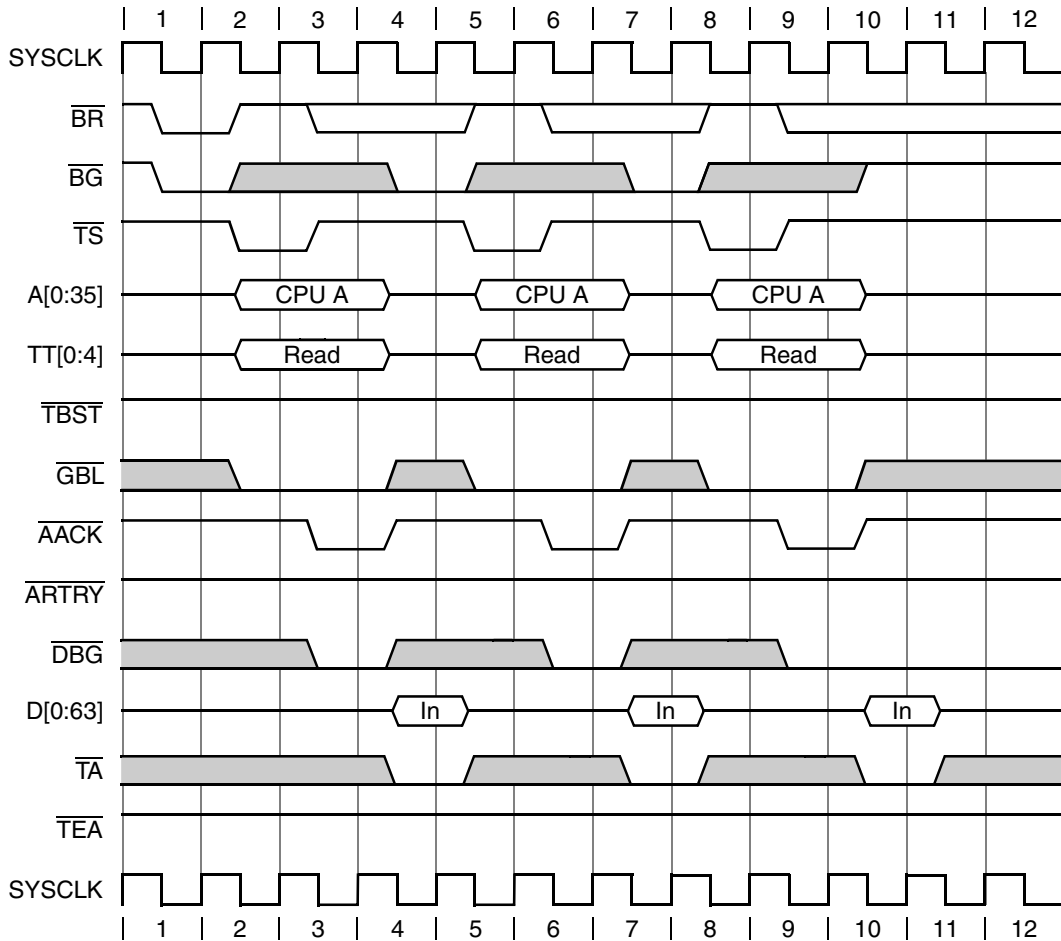 1 2 3 4 5 6 7 8 9 10 11 12
SYSCLK
BR
BG
TS
A[0:35] CPU A CPU A CPU A
TT[0:4] Read Read Read
TBST
GBL
AACK
ARTRY
DBG
D[0:63] In In In
TA
TEA
SYSCLK
1 2 3 4 5 6 7 8 9 10 11 12